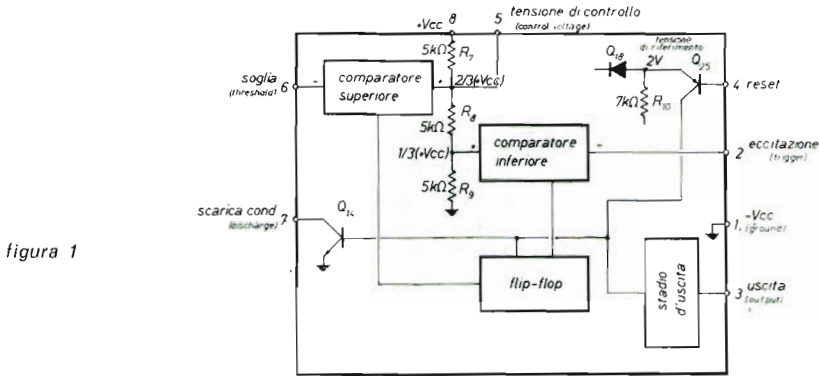 +Vcc 8
5 tensione di controllo
(control voltage)
5kΩ R7
soglia
(threshold)
6
-
comparatore
superiore
+
2/3(+Vcc)
Q18
tensione
di riferimento
2V
Q25
7kΩ R10
4 reset
5kΩ R8
1/3(+Vcc)
+
comparatore
inferiore
-
2 eccitazione
(trigger)
5kΩ R9
scarica cond
(discharge)
7
Q14
1 -Vcc
(ground)
flip-flop
stadio
d'uscita
3 uscita
(output)
figura 1